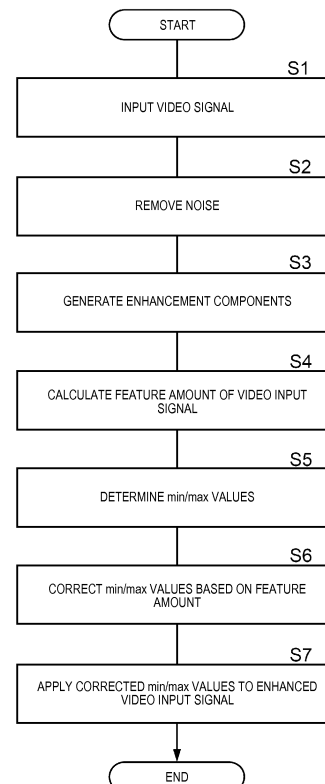 START
S1
INPUT VIDEO SIGNAL
S2
REMOVE NOISE
S3
GENERATE ENHANCEMENT COMPONENTS
S4
CALCULATE FEATURE AMOUNT OF VIDEO INPUT
SIGNAL
S5
DETERMINE min/max VALUES
S6
CORRECT min/max VALUES BASED ON FEATURE
AMOUNT
S7
APPLY CORRECTED min/max VALUES TO ENHANCED
VIDEO INPUT SIGNAL
END